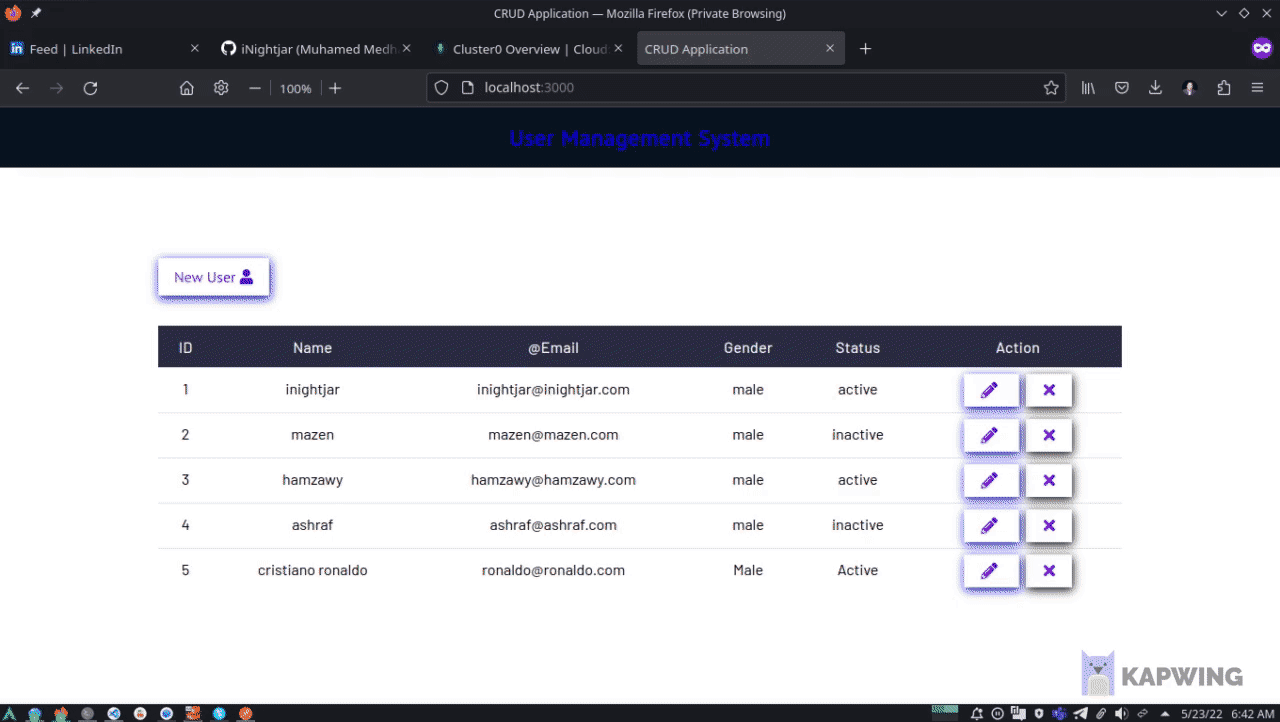 CRUD Application — Mozilla Firefox (Private Browsing)
Feed | LinkedIn
iNightjar (Muhamed Medh
Cluster0 Overview | Cloud:
CRUD Application
100%
localhost:3000
User Management System
New User
ID Name @Email Gender Status Action
1 inightjar inightjar@inightjar.com male active
2 mazen mazen@mazen.com male inactive
3 hamzawy hamzawy@hamzawy.com male active
4 ashraf ashraf@ashraf.com male inactive
5 cristiano ronaldo ronaldo@ronaldo.com Male Active
KAPWING
5/23/22 6:42 AM